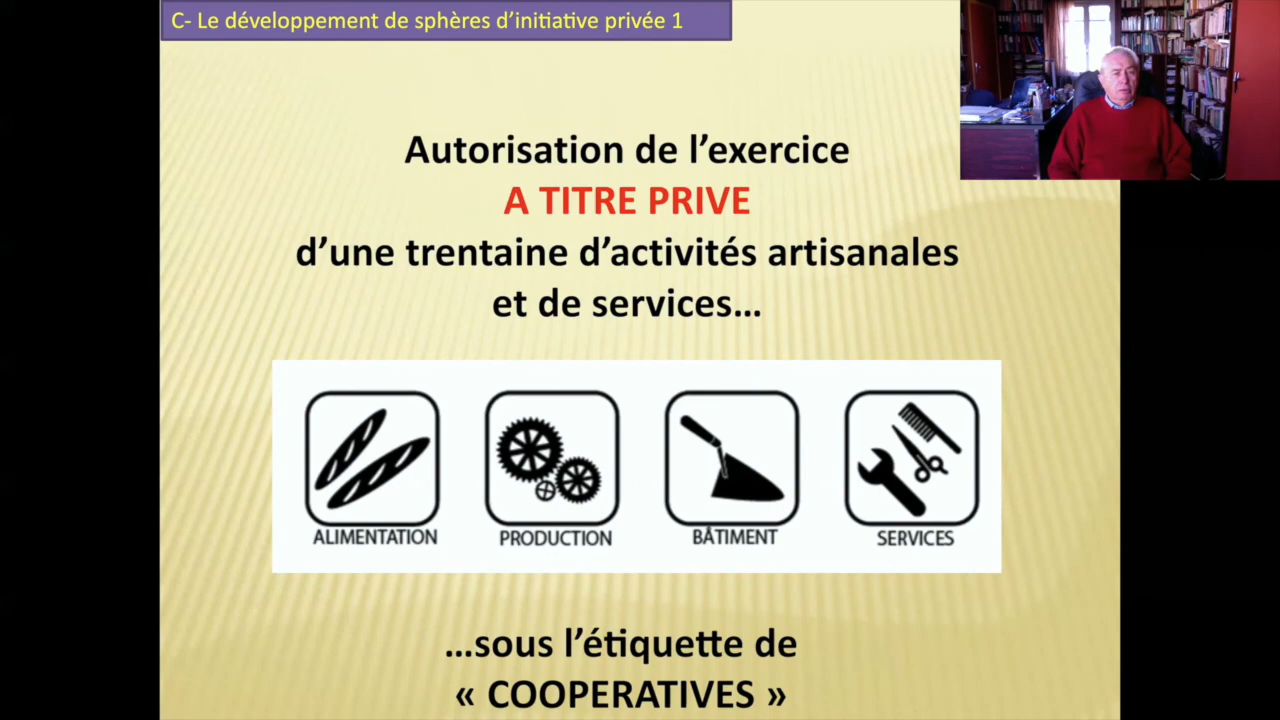 C- Le développement de sphères d’initiative privée 1
Autorisation de l’exercice
A TITRE PRIVE
d’une trentaine d’activités artisanales
et de services…
ALIMENTATION
PRODUCTION
BÂTIMENT
SERVICES
…sous l’étiquette de
« COOPERATIVES »